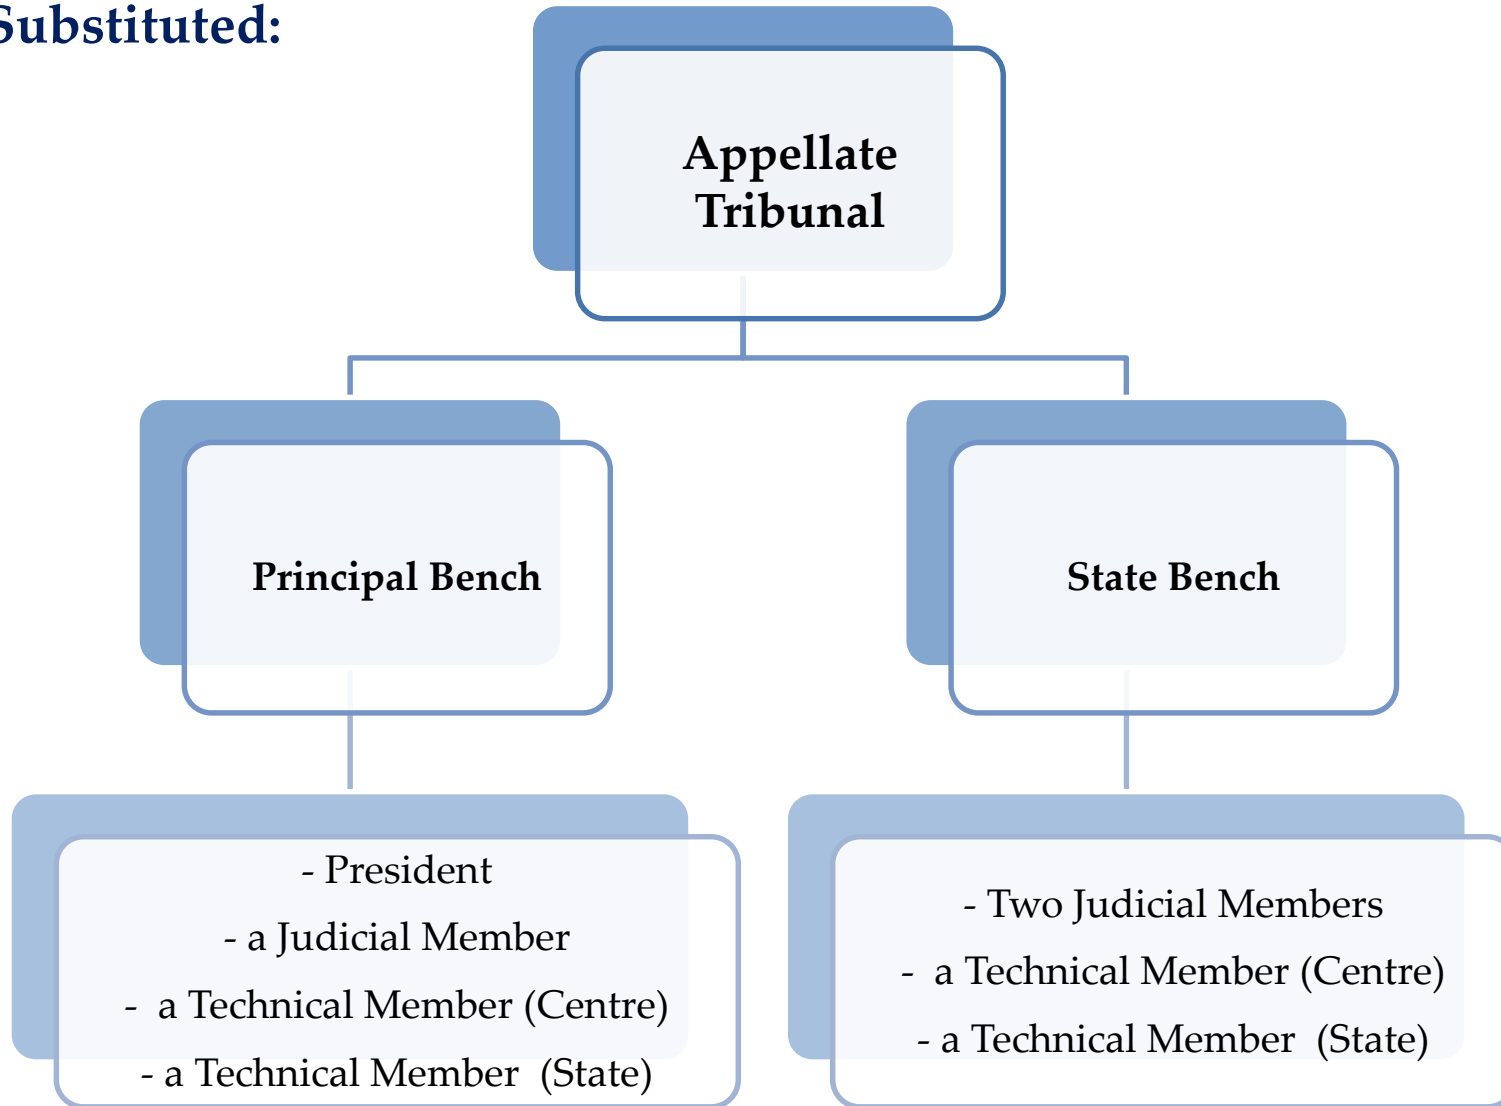 Substituted:
Appellate
Tribunal
Principal Bench
State Bench
- President
- a Judicial Member
- a Technical Member (Centre)
- a Technical Member (State)
- Two Judicial Members
- a Technical Member (Centre)
- a Technical Member (State)